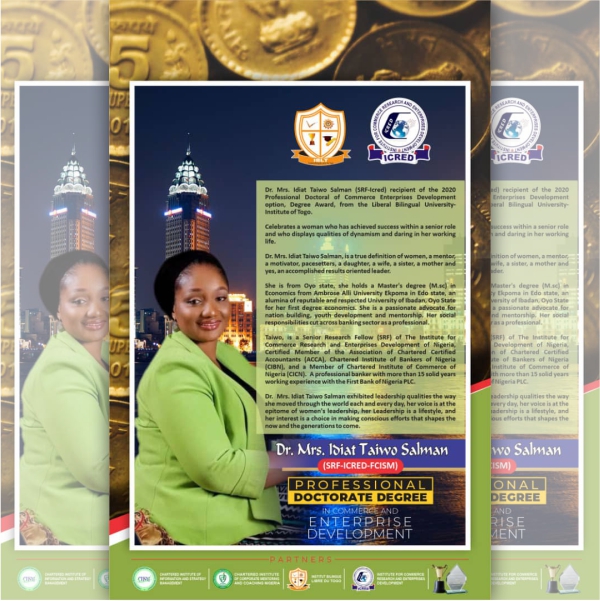 IBLT
INSTITUTE FOR COMMERCE RESEARCH AND ENTERPRISES DEVELOPMENT
ICRED
Dr. Mrs. Idiat Taiwo Salman (SRF-Icred) recipient of the 2020
Professional Doctoral of Commerce Enterprises Development
option, Degree Award, from the Liberal Bilingual University-
Institute of Togo.
Celebrates a woman who has achieved success within a senior role
and who displays qualities of dynamism and daring in her working
life.
Dr. Mrs. Idiat Taiwo Salman, is a true definition of women, a mentor,
a motivator, pacesetters, a daughter, a wife, a sister, a mother and
yes, an accomplished results oriented leader.
She is from Oyo state, she holds a Master's degree (M.sc) in
Economics from Ambrose Alli University Ekpoma in Edo state, an
alumina of reputable and respected University of Ibadan, Oyo State
for her first degree economics. She is a passionate advocate for
nation building, youth development and mentorship. Her social
responsibilities cut across banking sector as a professional.
Taiwo, is a Senior Research Fellow (SRF) of The Institute for
Commerce Research and Enterprises Development of Nigeria,
Certified Member of the Association of Chartered Certified
Accountants (ACCA), Chartered Institute of Bankers of Nigeria
(CIBN), and a Member of Chartered Institute of Commerce of
Nigeria (CICN). A professional banker with more than 15 solid years
working experience with the First Bank of Nigeria PLC.
Dr. Mrs. Idiat Taiwo Salman exhibited leadership qualities the way
she moved through the world each and every day, her voice is at the
epitome of women's leadership, her Leadership is a lifestyle, and
her interest is a choice in making conscious efforts that shapes the
now and the generations to come.
Dr. Mrs. Idiat Taiwo Salman
(SRF-ICRED-FCISM)
PROFESSIONAL
DOCTORATE DEGREE
IN COMMERCE AND
ENTERPRISE
DEVELOPMENT
PARTNERS
CHARTERED INSTITUTE OF
INFORMATION AND STRATEGY
MANAGEMENT
CHARTERED INSTITUTE
OF CORPORATE MENTORING
AND COACHING NIGERIA
INSTITUT BILINGUE
LIBRE DU TOGO
INSTITUTE FOR COMMERCE
RESEARCH AND ENTERPRISES
DEVELOPMENT